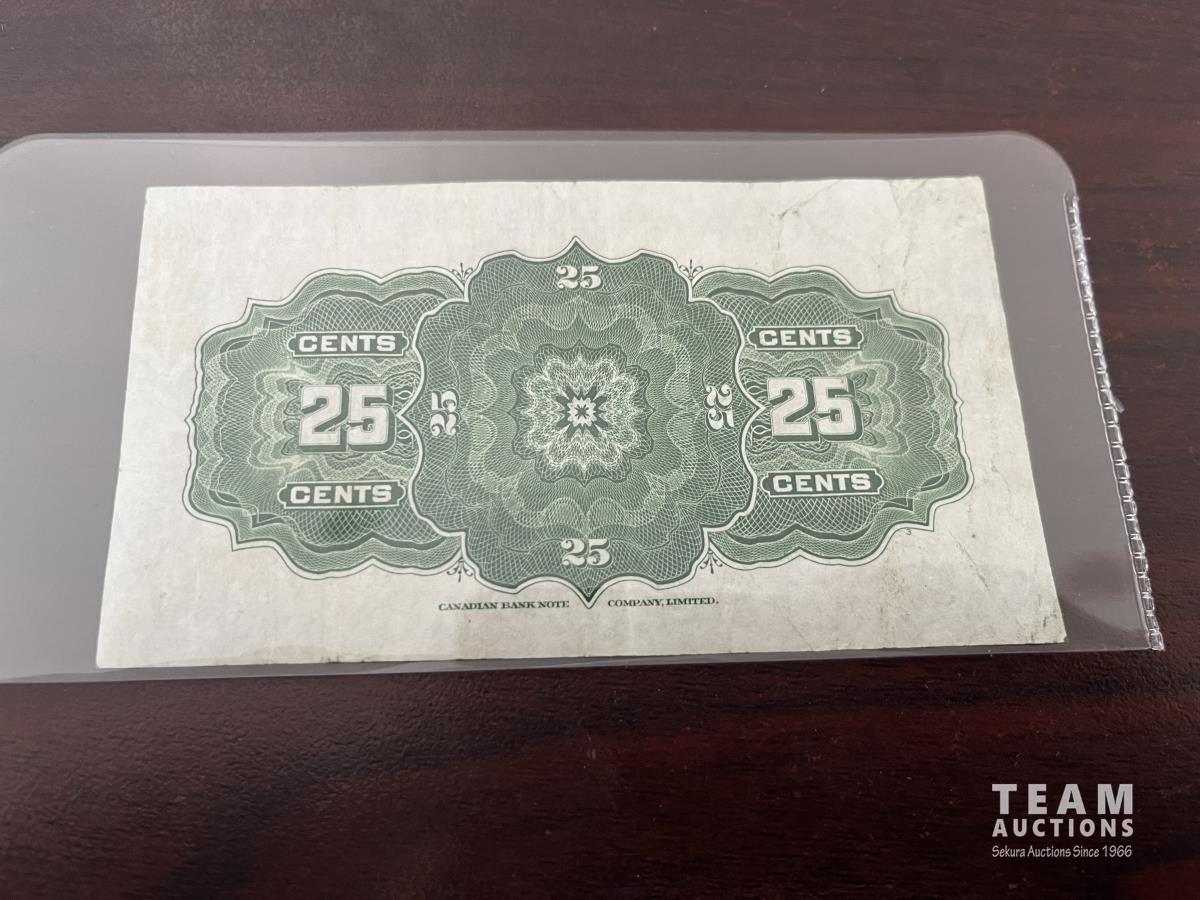 25
CENTS
CENTS
25
25
25
25
CENTS
CENTS
25
3
CANADIAN BANK NOTE COMPANY, LIMITED.
TEAM
AUCTIONS
Sekura Auctions Since 1966